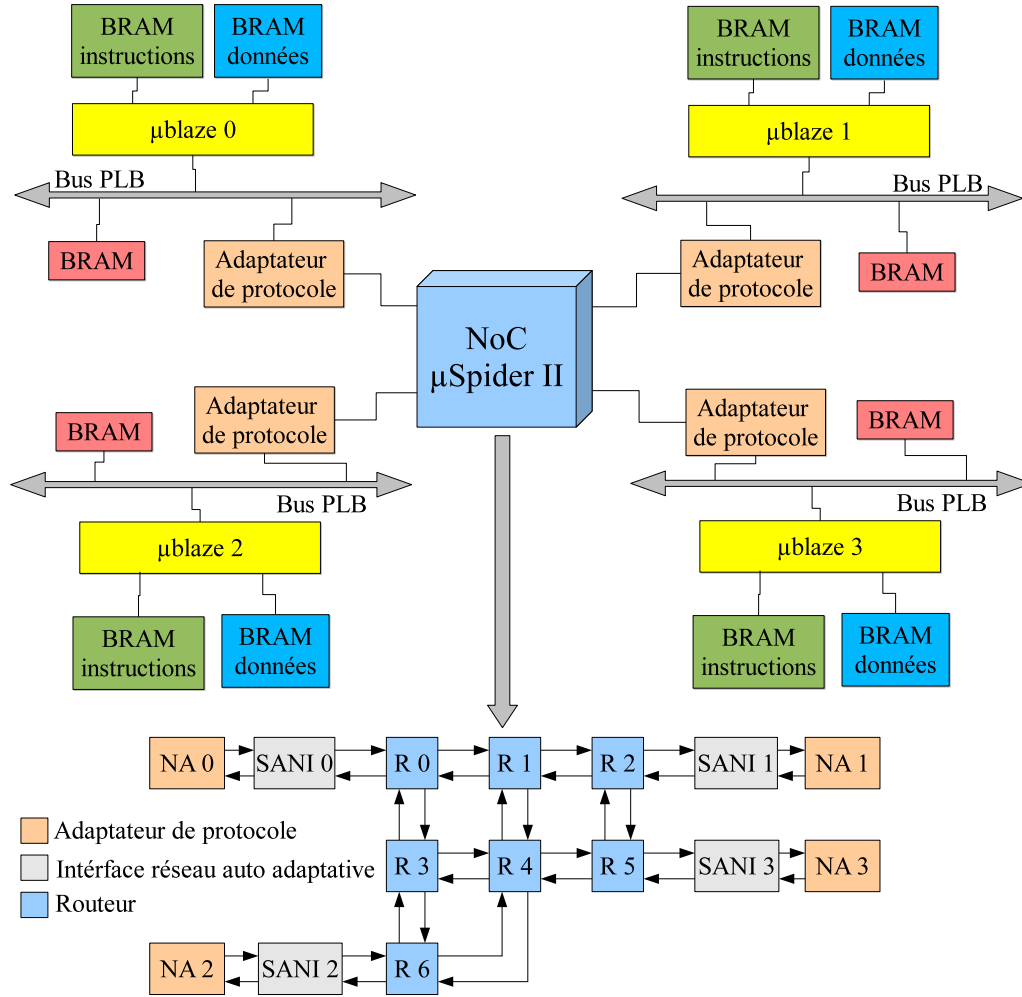 BRAM
instructions
BRAM
données
µblaze 0
Bus PLB
BRAM
Adaptateur
de protocole
BRAM
instructions
BRAM
données
µblaze 1
Bus PLB
Adaptateur
de protocole
BRAM
NoC
µSpider II
BRAM
Adaptateur
de protocole
Bus PLB
µblaze 2
BRAM
instructions
BRAM
données
Adaptateur
de protocole
BRAM
Bus PLB
µblaze 3
BRAM
instructions
BRAM
données
NA 0
SANI 0
R 0
R 1
R 2
SANI 1
NA 1
R 3
R 4
R 5
SANI 3
NA 3
NA 2
SANI 2
R 6
Adaptateur de protocole
Intérface réseau auto adaptative
Routeur